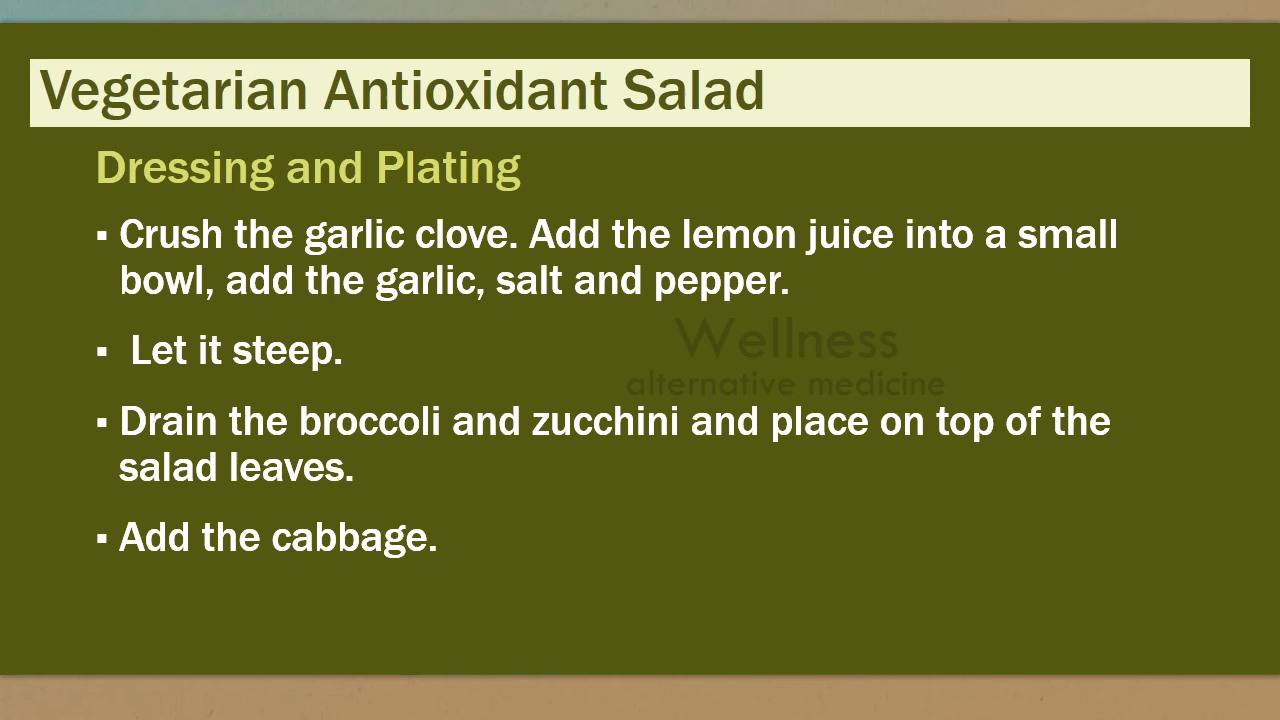 Vegetarian Antioxidant Salad
Dressing and Plating
▪ Crush the garlic clove. Add the lemon juice into a small
bowl, add the garlic, salt and pepper.
▪ Let it steep.
▪ Drain the broccoli and zucchini and place on top of the
salad leaves.
▪ Add the cabbage.
Wellness
alternative medicine